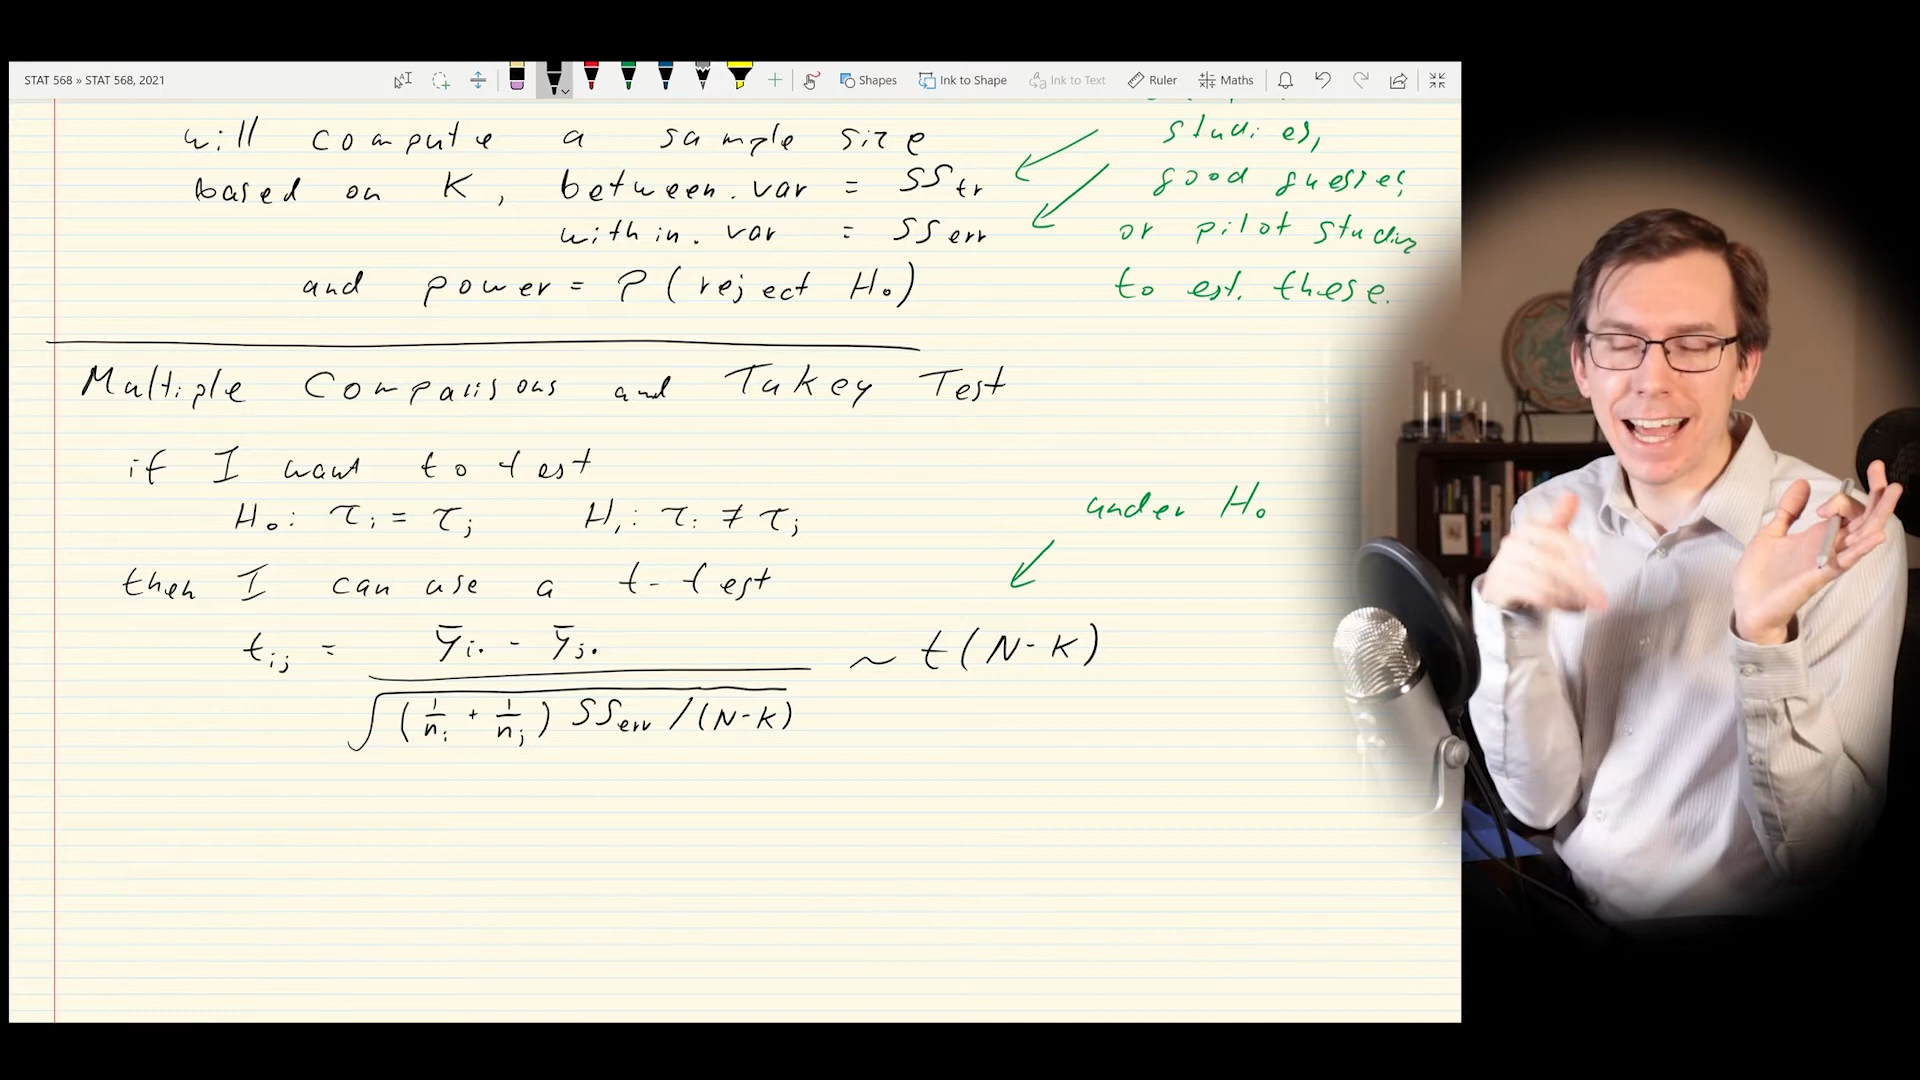 STAT 568 » STAT 568, 2021
Shapes Ink to Shape Ink to Text Ruler Maths
will compute a sample size
based on K, between.var = SStr
within.var = SSerr
and power = P(reject H₀)
studies,
good guesses,
or pilot studies
to est. these.
Multiple Comparisons and Tukey Test
if I want to test
H₀: τᵢ = τⱼ H₁: τᵢ ≠ τⱼ
under H₀
then I can use a t-test
tᵢⱼ = ȳᵢ. - ȳⱼ. ~ t(N-K)
√(1/nᵢ + 1/nⱼ) SSerr /(N-K)